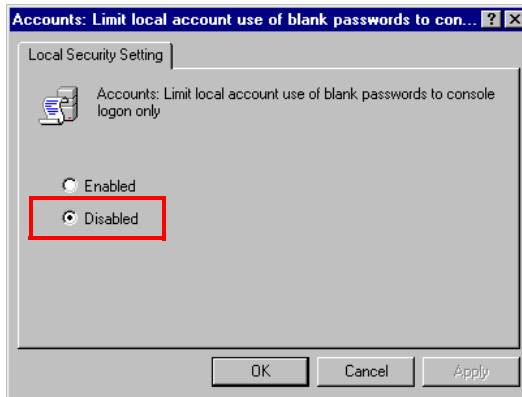 Accounts: Limit local account use of blank passwords to con...
Local Security Setting
Accounts: Limit local account use of blank passwords to console
logon only
Enabled
Disabled
OK
Cancel
Apply